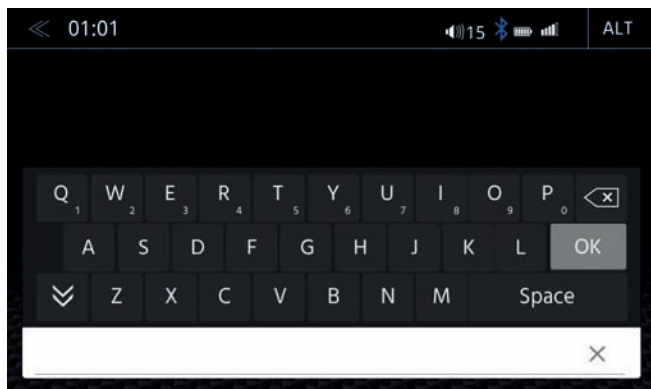 01:01 15 ALT
Q 1 W 2 E 3 R 4 T 5 Y 6 U 7 I 8 O 9 P 0
A S D F G H J K L OK
Z X C V B N M Space